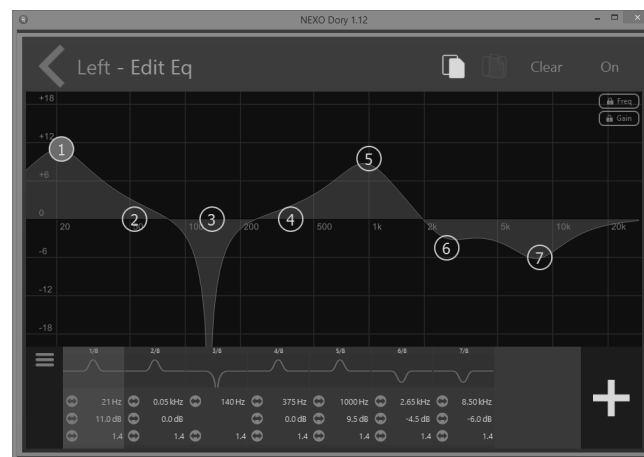 NEXO Dory 1.12
Left - Edit Eq
Clear
On
+18
Freq
Gain
+12
1
5
+6
0
2
3
4
20
100
200
500
1k
2k
5k
10k
20k
-6
6
7
-12
-18
1/8 2/8 3/8 4/8 5/8 6/8 7/8
21 Hz 0.05 kHz 140 Hz 375 Hz 1000 Hz 2.65 kHz 8.50 kHz
11.0 dB 0.0 dB 0.0 dB 9.5 dB -4.5 dB -6.0 dB
1.4 1.4 1.4 1.4 1.4 1.4 1.4